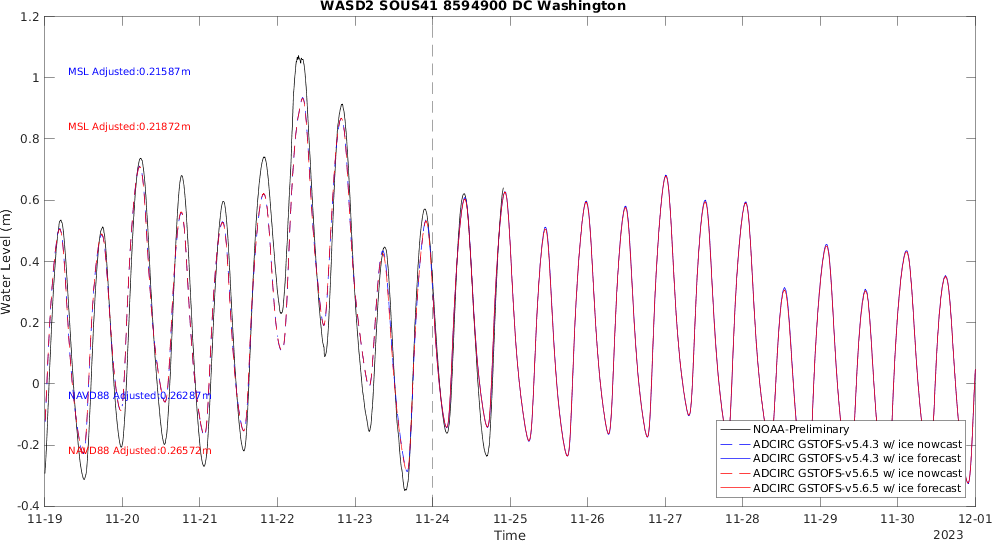 WASD2 SOUS41 8594900 DC Washington
1.2
1
0.8
0.6
0.4
0.2
0
-0.2
-0.4
Water Level (m)
MSL Adjusted:0.21587m
MSL Adjusted:0.21872m
NAVD88 Adjusted:0.26287m
NAVD88 Adjusted:0.26572m
NOAA-Preliminary
ADCIRC GSTOFS-v5.4.3 w/ ice nowcast
ADCIRC GSTOFS-v5.4.3 w/ ice forecast
ADCIRC GSTOFS-v5.6.5 w/ ice nowcast
ADCIRC GSTOFS-v5.6.5 w/ ice forecast
11-19 11-20 11-21 11-22 11-23 11-24 11-25 11-26 11-27 11-28 11-29 11-30 12-01
Time
2023